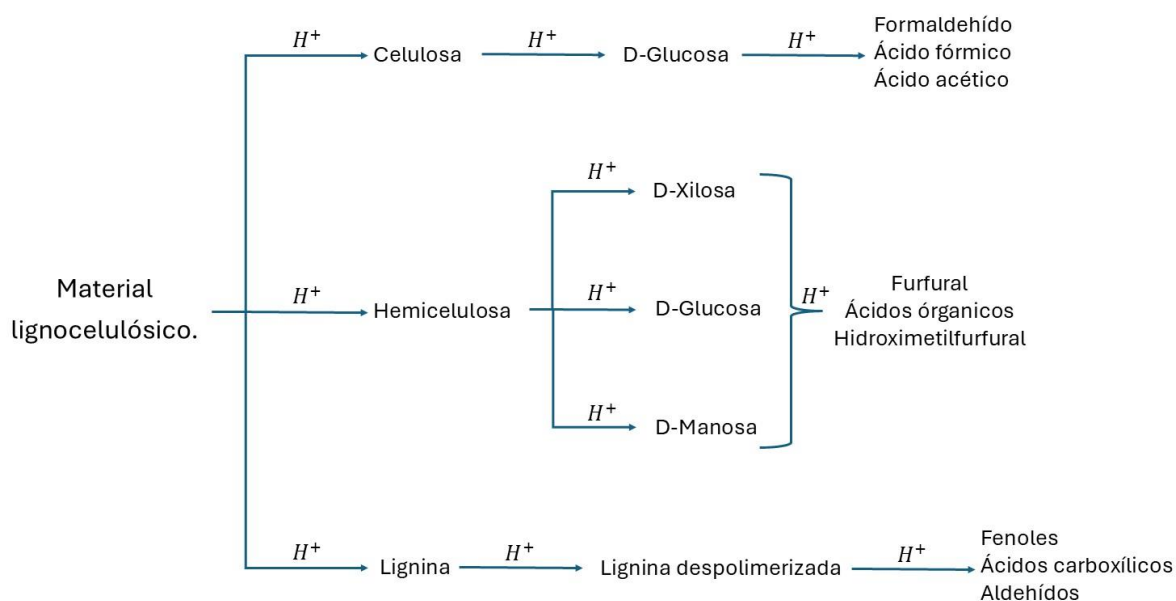 H⁺
Celulosa
H⁺
D-Glucosa
H⁺
Formaldehído
Ácido fórmico
Ácido acético
Material
lignocelulósico.
H⁺
Hemicelulosa
H⁺
D-Xilosa
H⁺
D-Glucosa
H⁺
D-Manosa
H⁺
Furfural
Ácidos órganicos
Hidroximetilfurfural
H⁺
Lignina
H⁺
Lignina despolimerizada
H⁺
Fenoles
Ácidos carboxílicos
Aldehídos